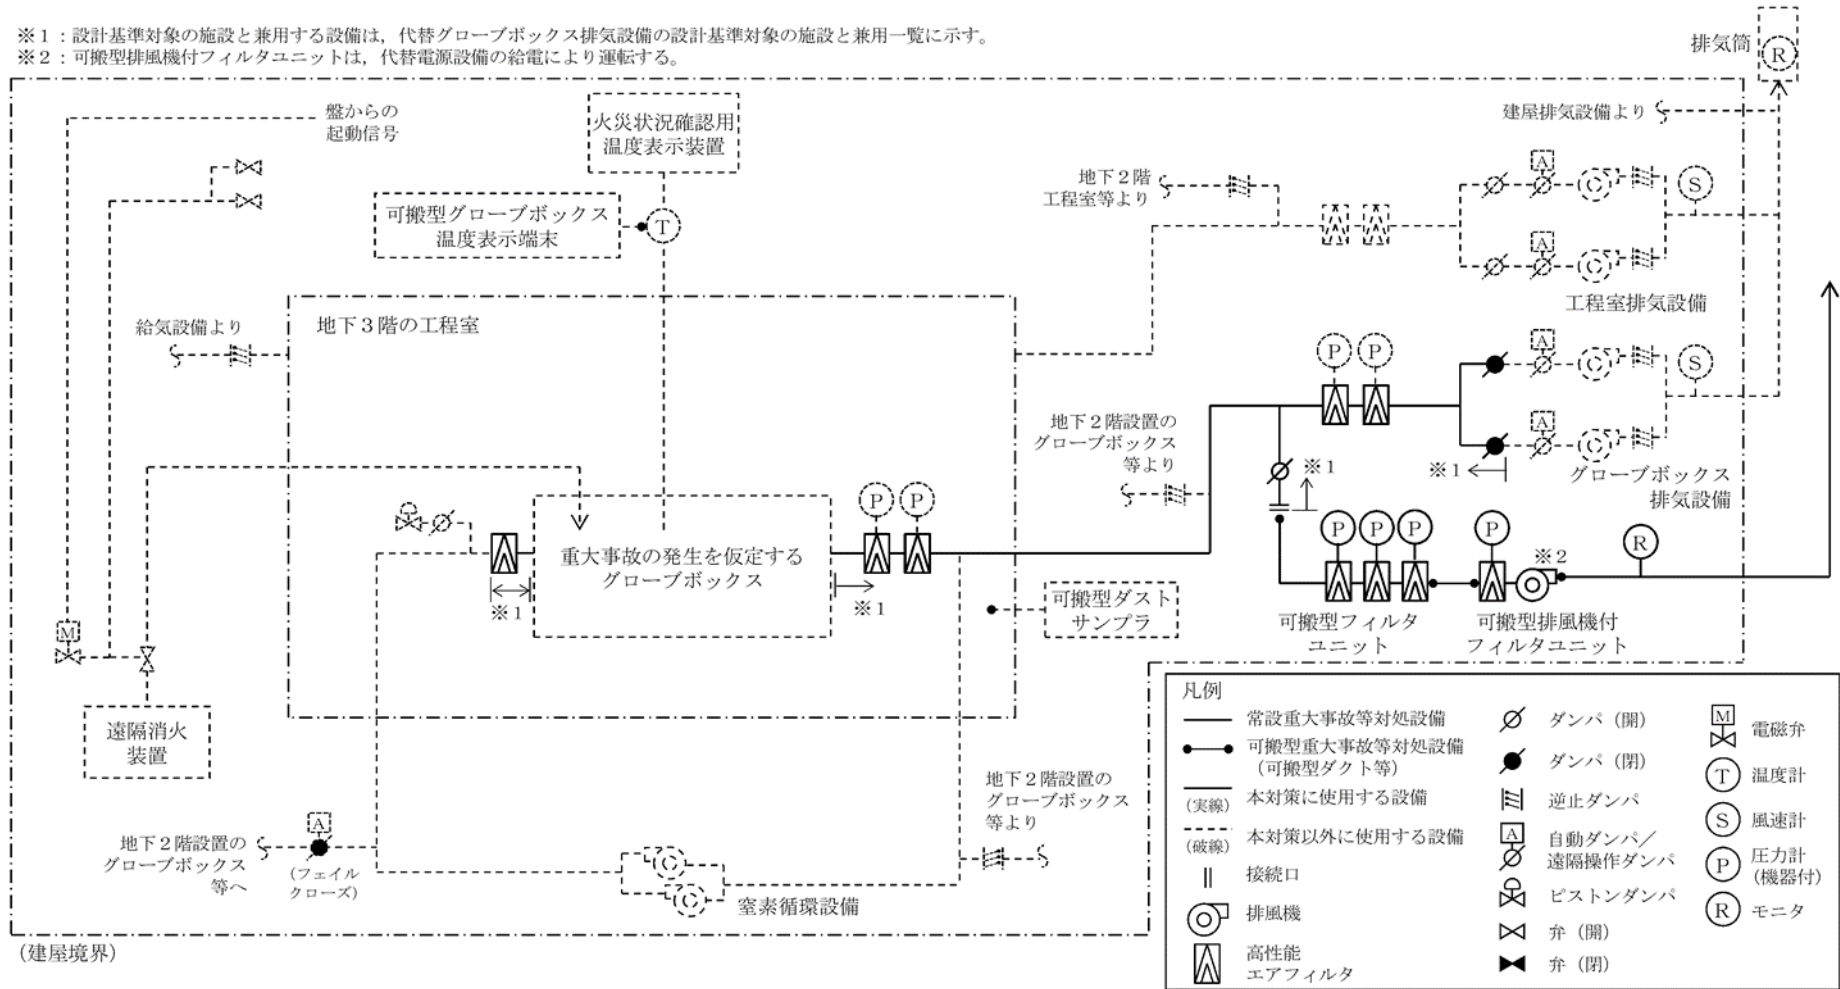 ※１：設計基準対象の施設と兼用する設備は，代替グローブボックス排気設備の設計基準対象の施設と兼用一覧に示す。
※２：可搬型排風機付フィルタユニットは，代替電源設備の給電により運転する。
排気筒
R
盤からの
起動信号
火災状況確認用
温度表示装置
建屋排気設備より
可搬型グローブボックス
温度表示端末
T
地下２階
工程室等より
A
S
A
工程室排気設備
給気設備より
地下３階の工程室
P
P
A
S
A
地下２階設置の
グローブボックス
等より
※１
※１
グローブボックス
排気設備
P
P
重大事故の発生を仮定する
グローブボックス
※１
※１
P
P
P
P
※２
R
可搬型ダスト
サンプラ
可搬型フィルタ
ユニット
可搬型排風機付
フィルタユニット
M
遠隔消火
装置
地下２階設置の
グローブボックス
等へ
A
（フェイル
クローズ）
地下２階設置の
グローブボックス
等より
窒素循環設備
（建屋境界）
凡例
常設重大事故等対処設備
可搬型重大事故等対処設備
（可搬型ダクト等）
（実線）
本対策に使用する設備
（破線）
本対策以外に使用する設備
接続口
排風機
高性能
エアフィルタ
ダンパ（開）
ダンパ（閉）
逆止ダンパ
A
自動ダンパ／
遠隔操作ダンパ
ピストンダンパ
弁（開）
弁（閉）
M
電磁弁
T
温度計
S
風速計
P
圧力計
（機器付）
R
モニタ